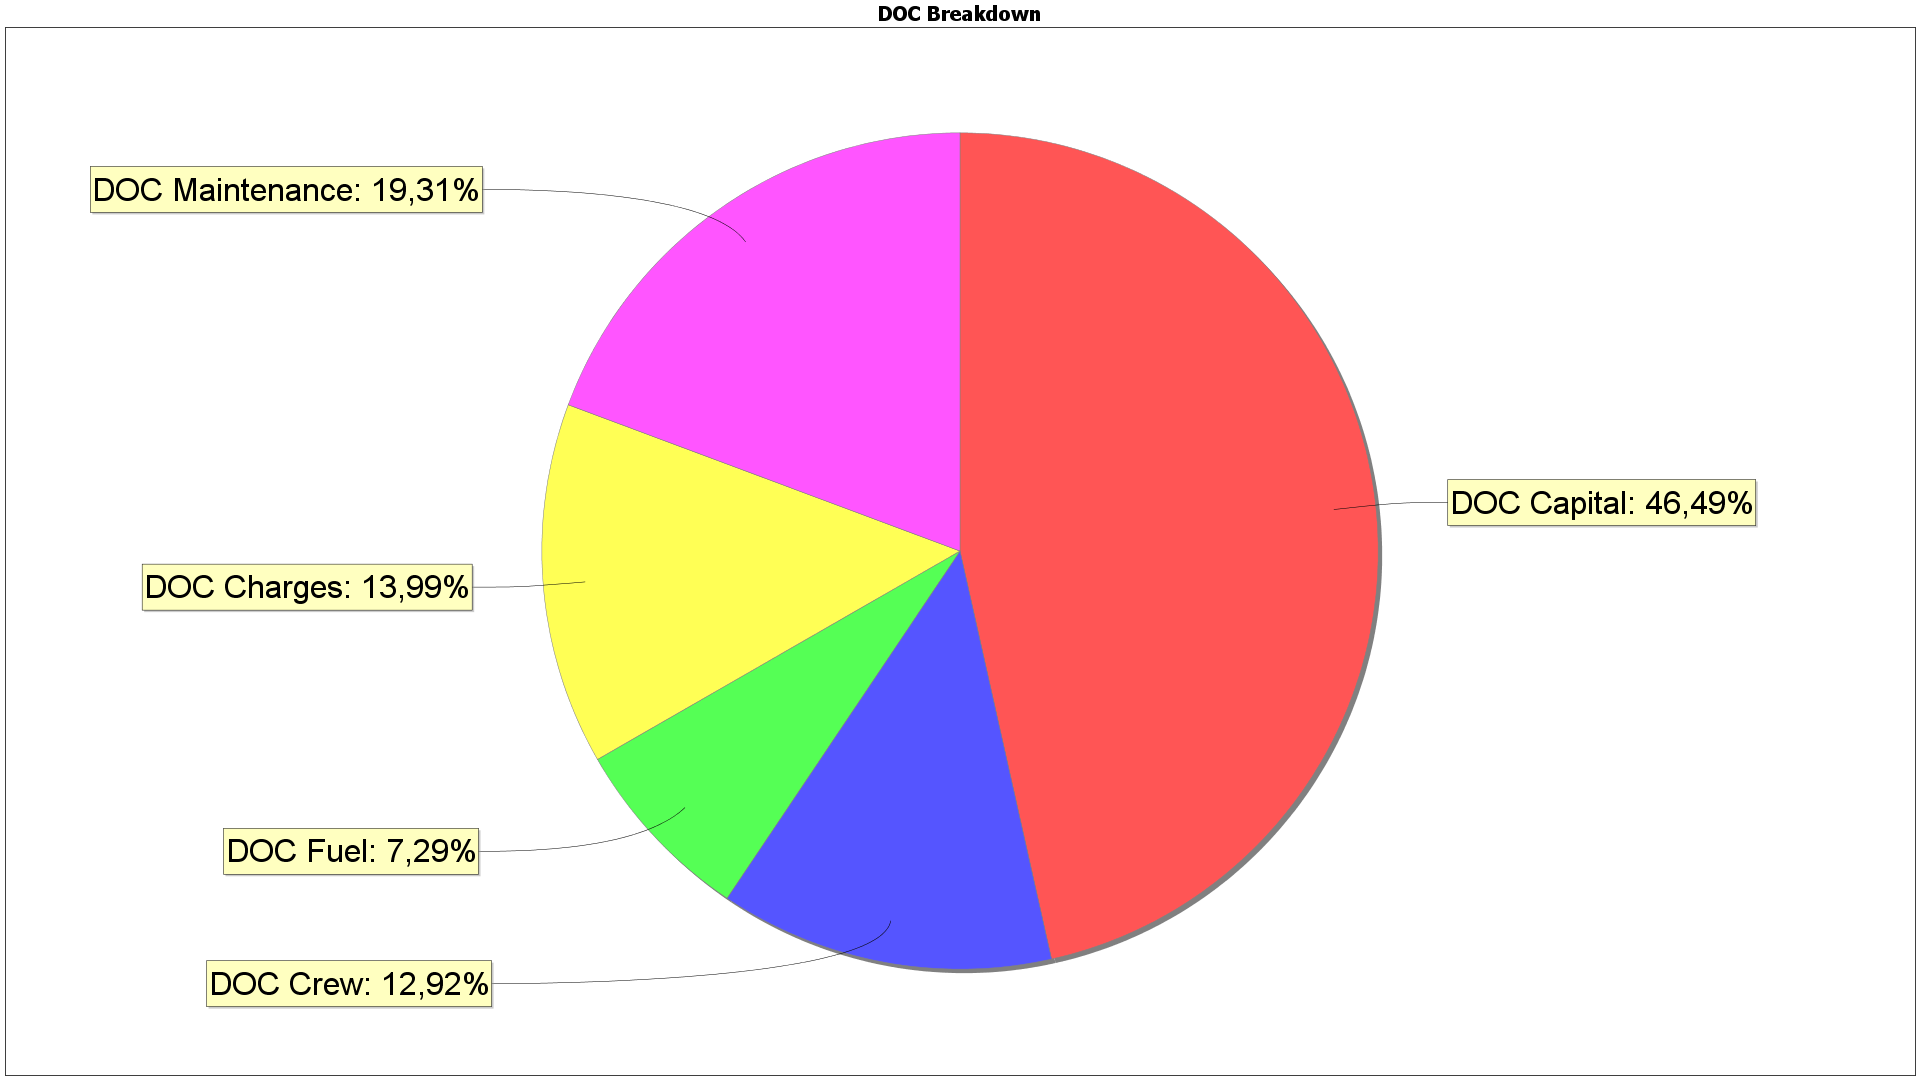 DOC Breakdown
DOC Maintenance: 19,31%
DOC Capital: 46,49%
DOC Charges: 13,99%
DOC Fuel: 7,29%
DOC Crew: 12,92%